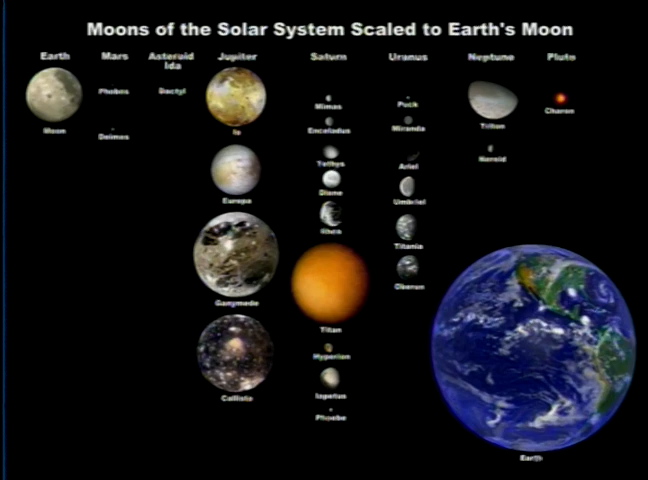 Moons of the Solar System Scaled to Earth's Moon
Earth Mars Asteroid Ida Jupiter Saturn Uranus Neptune Pluto
Moon
Phobos
Deimos
Dactyl
Io
Europa
Ganymede
Callisto
Mimas
Enceladus
Tethys
Dione
Rhea
Titan
Hyperion
Iapetus
Phoebe
Puck
Miranda
Ariel
Umbriel
Titania
Oberon
Triton
Nereid
Charon
Earth